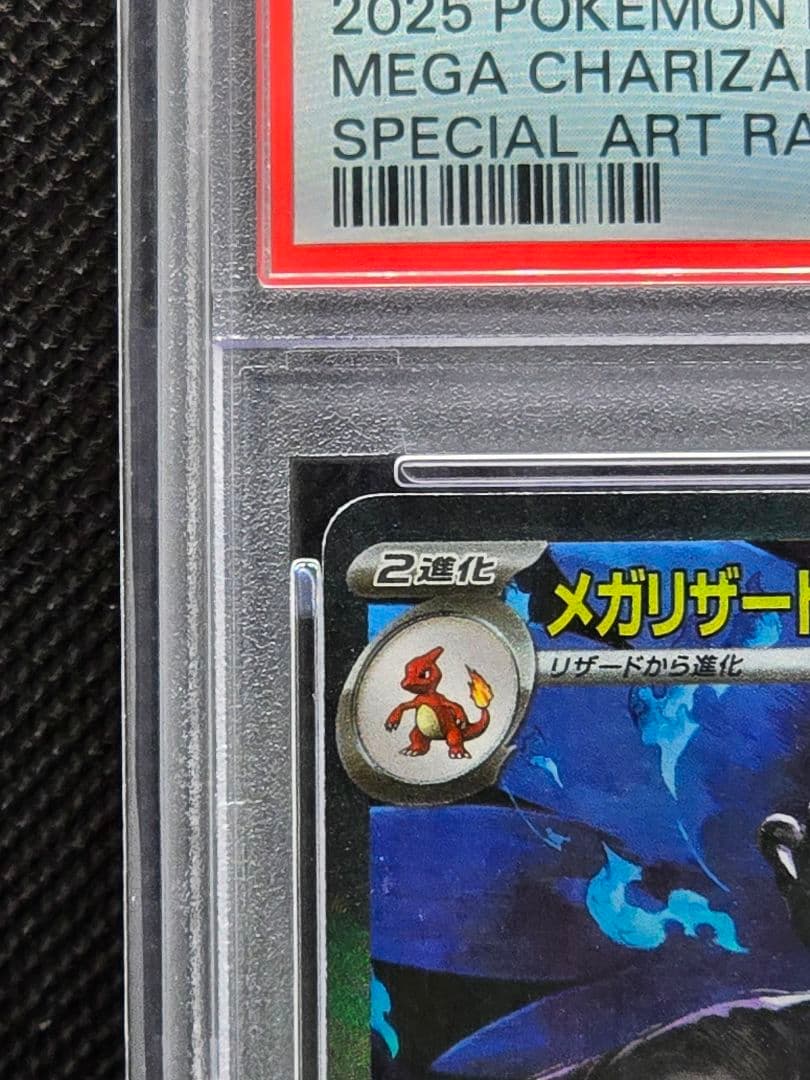 2025 POKEMON
MEGA CHARIZA
SPECIAL ART RA
2進化
メガリザード
リザードから進化